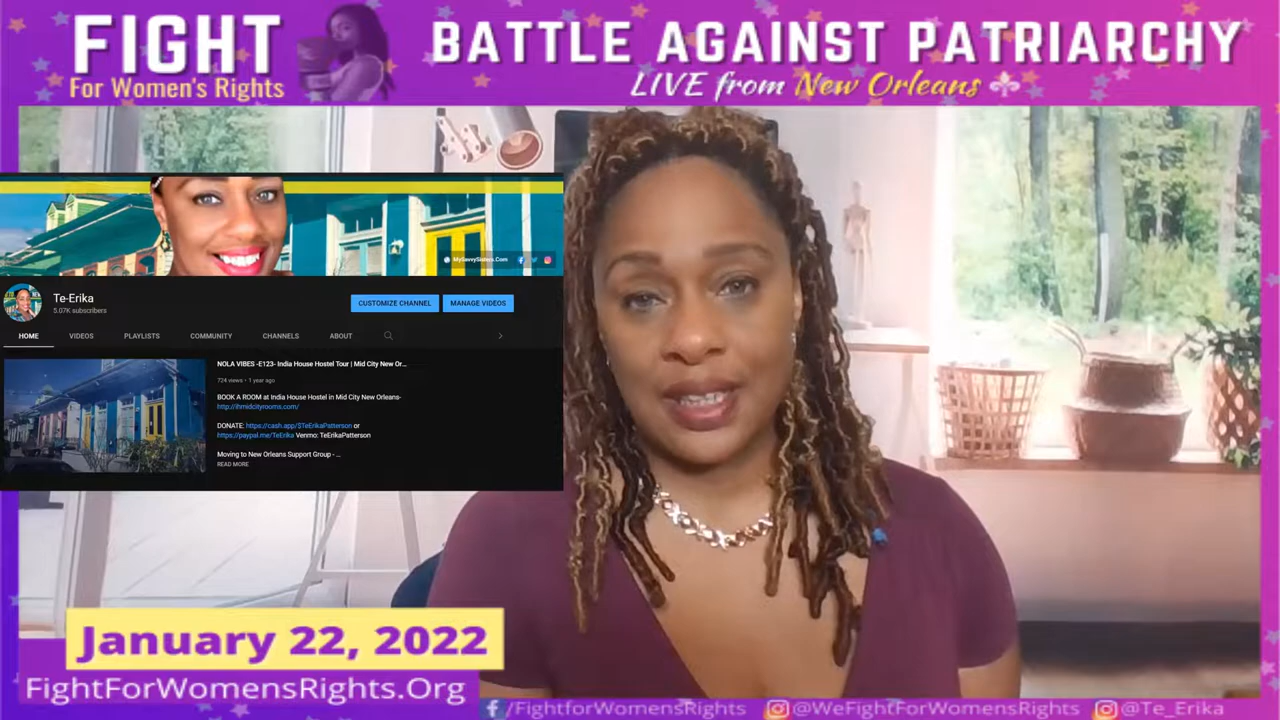 FIGHT
For Women's Rights
BATTLE AGAINST PATRIARCHY
LIVE from New Orleans
MySavvySisters.Com
Te-Erika
5.07K subscribers
CUSTOMIZE CHANNEL
MANAGE VIDEOS
HOME VIDEOS PLAYLISTS COMMUNITY CHANNELS ABOUT
NOLA VIBES -E123- India House Hostel Tour | Mid City New Or...
724 views • 1 year ago
BOOK A ROOM at India House Hostel in Mid City New Orleans-
http://ihmidcityrooms.com/
DONATE: https://cash.app/$TeErikaPatterson or
https://paypal.me/TeErika Venmo: TeErikaPatterson
Moving to New Orleans Support Group - ...
READ MORE
January 22, 2022
FightForWomensRights.Org
/FightforWomensRights @WeFightForWomensRights @Te_Erika